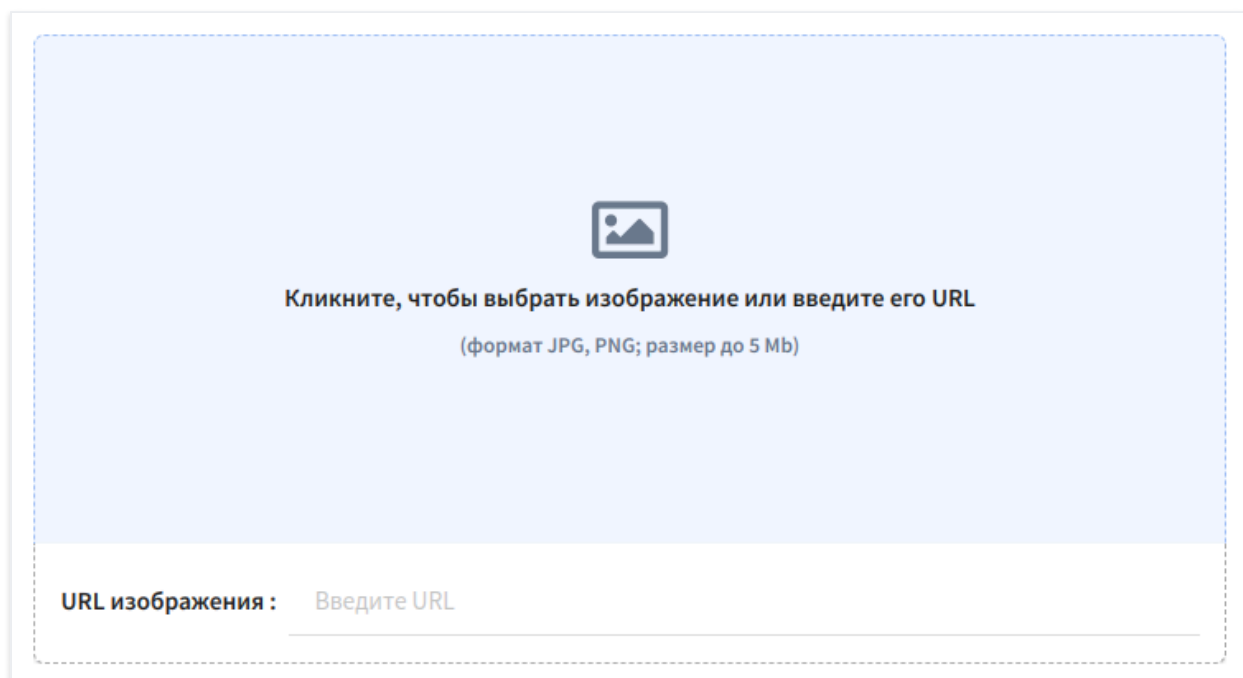 Кликните, чтобы выбрать изображение или введите его URL
(формат JPG, PNG; размер до 5 Mb)
URL изображения : Введите URL